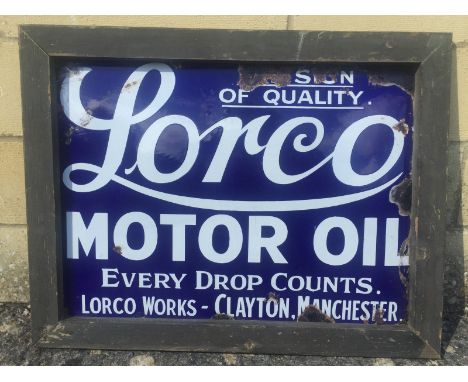 SIGN
OF QUALITY.
Lorco
MOTOR OIL
EVERY DROP COUNTS.
LORCO WORKS - CLAYTON, MANCHESTER.